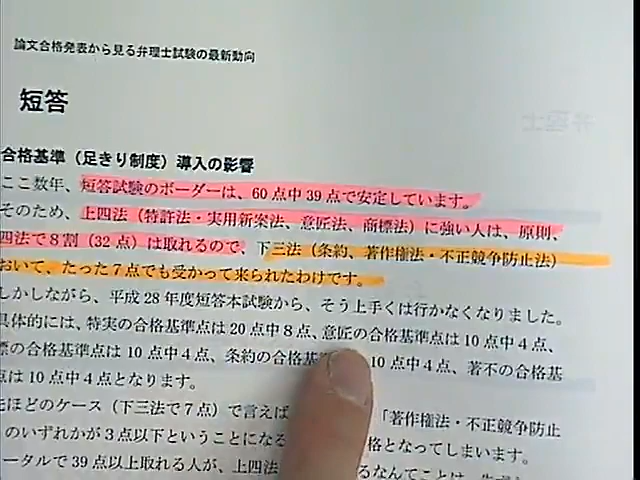 論文合格発表から見る弁理士試験の最新動向
短答
合格基準（足きり制度）導入の影響
ここ数年、短答試験のボーダーは、60点中39点で安定しています。
そのため、上四法（特許法・実用新案法、意匠法、商標法）に強い人は、原則、
四法で8割（32点）は取れるので、下三法（条約、著作権法・不正競争防止法）
おいて、たった7点でも受かって来られたわけです。
しかしながら、平成28年度短答本試験から、そう上手くは行かなくなりました。
具体的には、特実の合格基準点は20点中8点、意匠の合格基準点は10点中4点、
標の合格基準点は10点中4点、条約の合格基 10点中4点、著不の合格基
点は10点中4点となります。
先ほどのケース（下三法で7点）で言えば 「著作権法・不正競争防止
のいずれかが3点以下ということになる 格となってしまいます。
ータルで39点以上取れる人が、上四法 るなんてことは